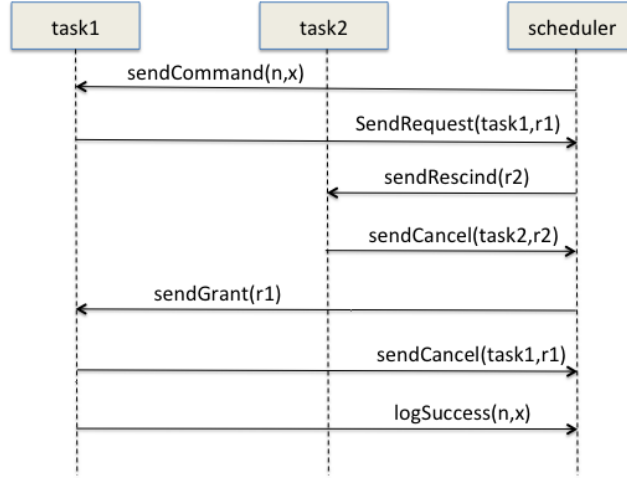 task1
task2
scheduler
sendCommand(n,x)
SendRequest(task1,r1)
sendRescind(r2)
sendCancel(task2,r2)
sendGrant(r1)
sendCancel(task1,r1)
logSuccess(n,x)